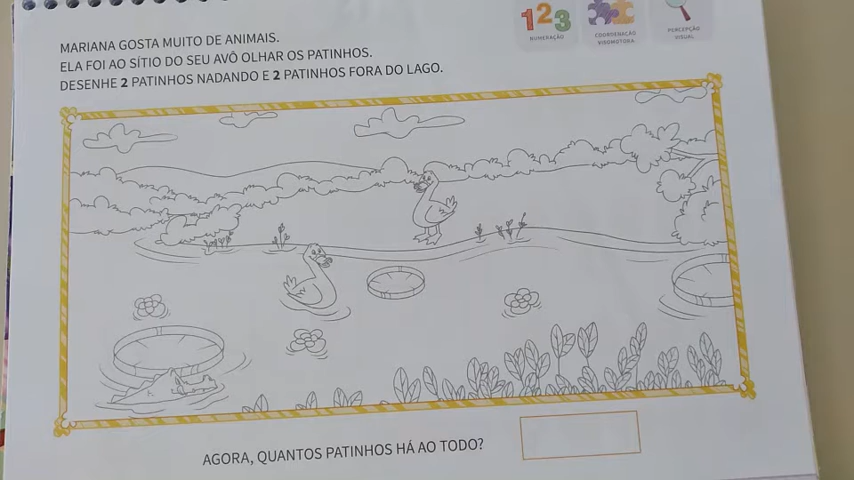 MARIANA GOSTA MUITO DE ANIMAIS.
ELA FOI AO SÍTIO DO SEU AVÔ OLHAR OS PATINHOS.
DESENHE 2 PATINHOS NADANDO E 2 PATINHOS FORA DO LAGO.
123
NUMERAÇÃO
COORDENAÇÃO
VISOMOTORA
PERCEPÇÃO
VISUAL
AGORA, QUANTOS PATINHOS HÁ AO TODO?